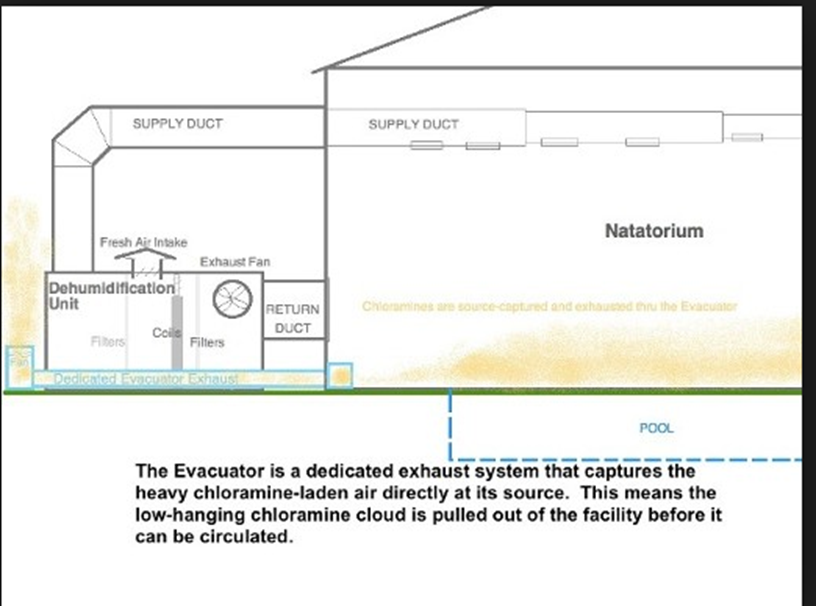 SUPPLY DUCT
SUPPLY DUCT
Natatorium
Fresh Air Intake
Exhaust Fan
Dehumidification
Unit
RETURN
DUCT
Chloramines are source-captured and exhausted thru the Evacuator
Coils
Filters
Filters
Fan
Dedicated Evacuator Exhaust
POOL
The Evacuator is a dedicated exhaust system that captures the
heavy chloramine-laden air directly at its source. This means the
low-hanging chloramine cloud is pulled out of the facility before it
can be circulated.